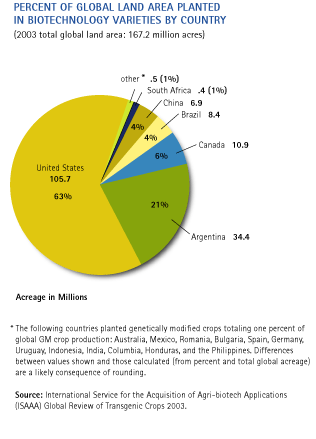 PERCENT OF GLOBAL LAND AREA PLANTED
IN BIOTECHNOLOGY VARIETIES BY COUNTRY
(2003 total global land area: 167.2 million acres)
other * .5 (1%)
South Africa .4 (1%)
China 6.9
4%
Brazil 8.4
4%
Canada 10.9
6%
United States
105.7
63%
21%
Argentina 34.4
Acreage in Millions
* The following countries planted genetically modified crops totaling one percent of
global GM crop production: Australia, Mexico, Romania, Bulgaria, Spain, Germany,
Uruguay, Indonesia, India, Columbia, Honduras, and the Philippines. Differences
between values shown and those calculated (from percent and total global acreage)
are a likely consequence of rounding.
Source: International Service for the Acquisition of Agri-biotech Applications
(ISAAA) Global Review of Transgenic Crops 2003.